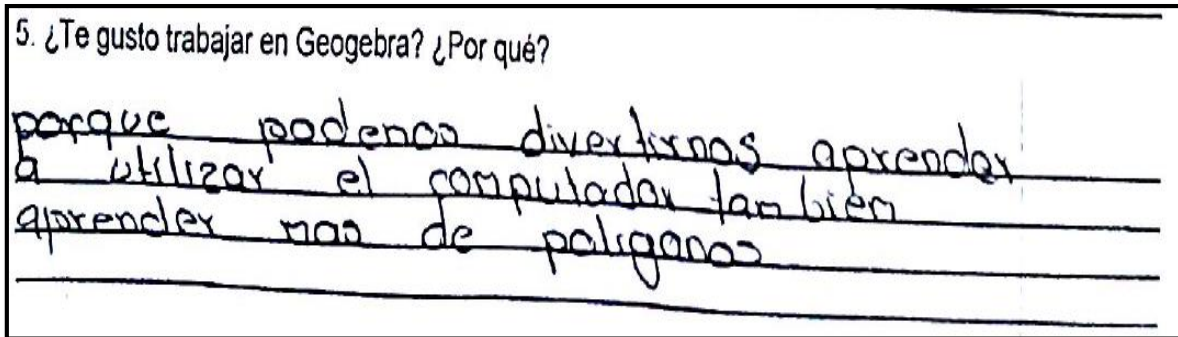 5. ¿Te gusto trabajar en Geogebra? ¿Por qué?
porque podemos divertirnos aprender
a utilizar el computador también
aprender mas de poligonos